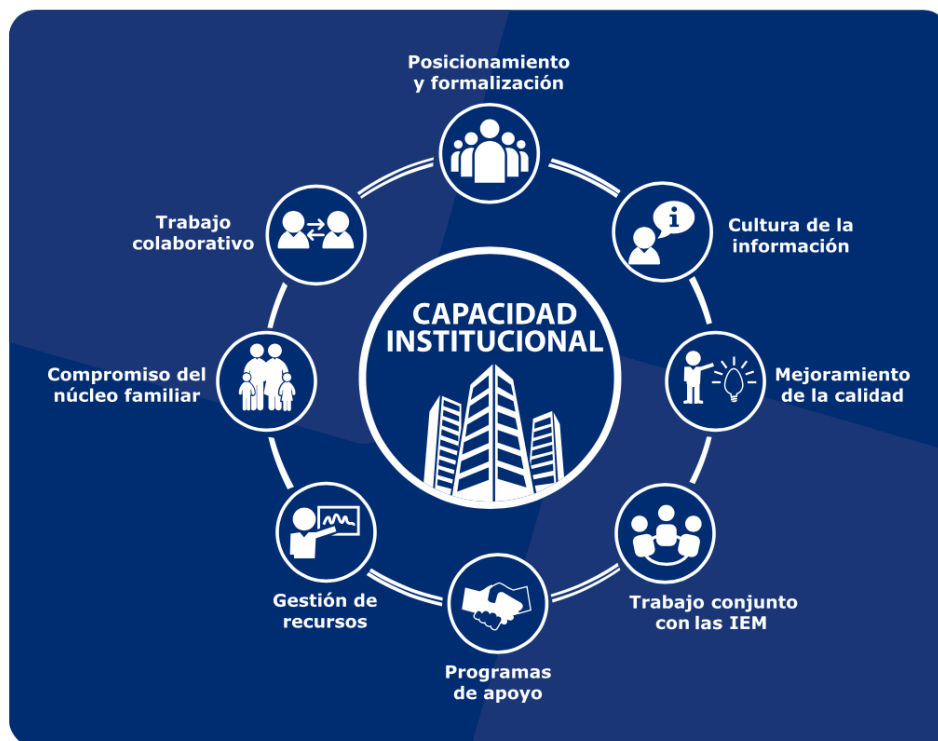 Posicionamiento
y formalización
Cultura de la
información
Mejoramiento
de la calidad
Trabajo conjunto
con las IEM
Programas
de apoyo
Gestión de
recursos
Compromiso del
núcleo familiar
Trabajo
colaborativo
CAPACIDAD
INSTITUCIONAL
i